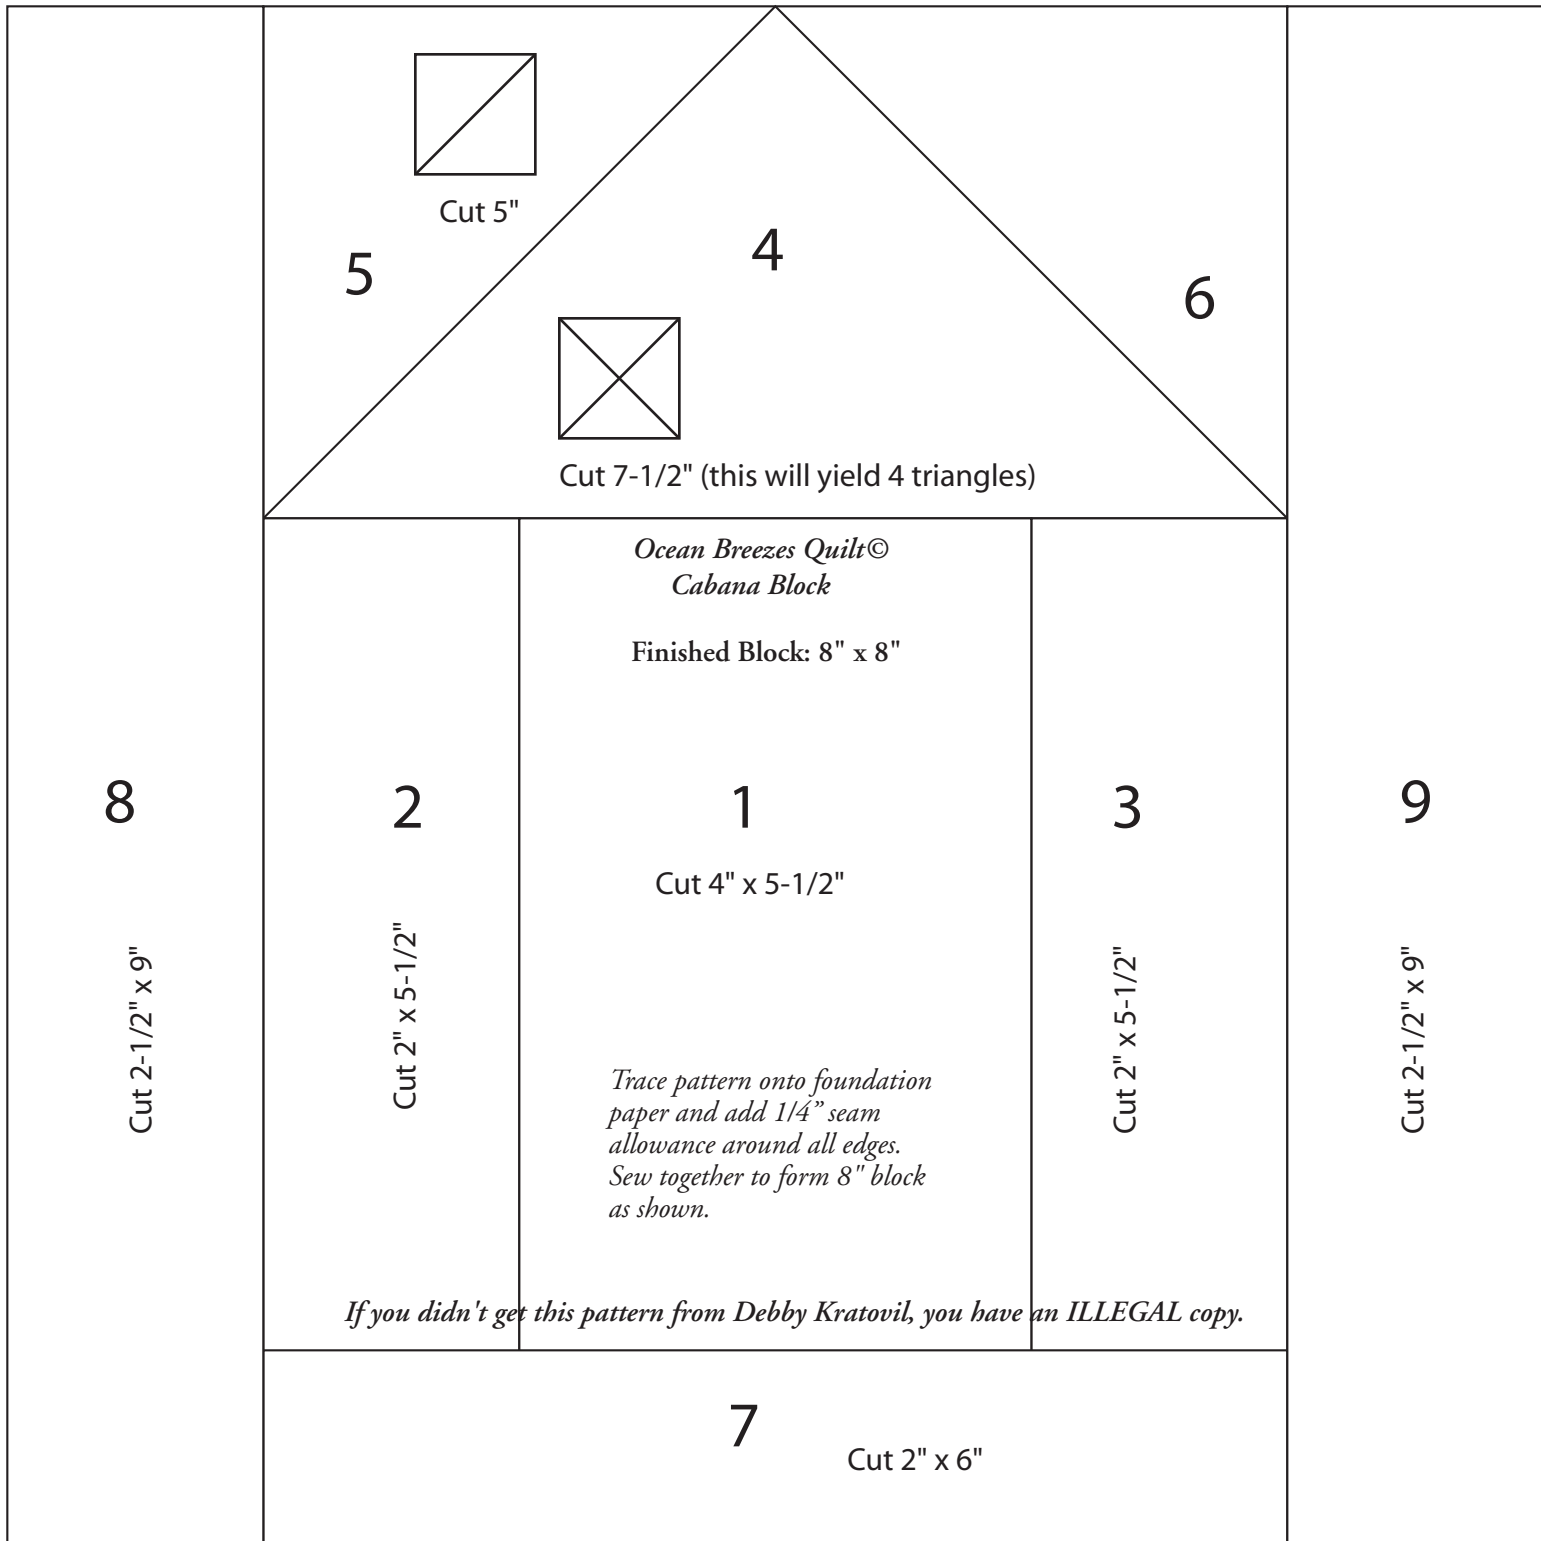 Cut 5"
5
4
6
Cut 7-1/2" (this will yield 4 triangles)
Ocean Breezes Quilt©
Cabana Block
Finished Block: 8" x 8"
8
2
1
3
9
Cut 4" x 5-1/2"
Cut 2-1/2" x 9"
Cut 2" x 5-1/2"
Cut 2" x 5-1/2"
Cut 2-1/2" x 9"
Trace pattern onto foundation
paper and add 1/4” seam
allowance around all edges.
Sew together to form 8" block
as shown.
If you didn't get this pattern from Debby Kratovil, you have an ILLEGAL copy.
7
Cut 2" x 6"